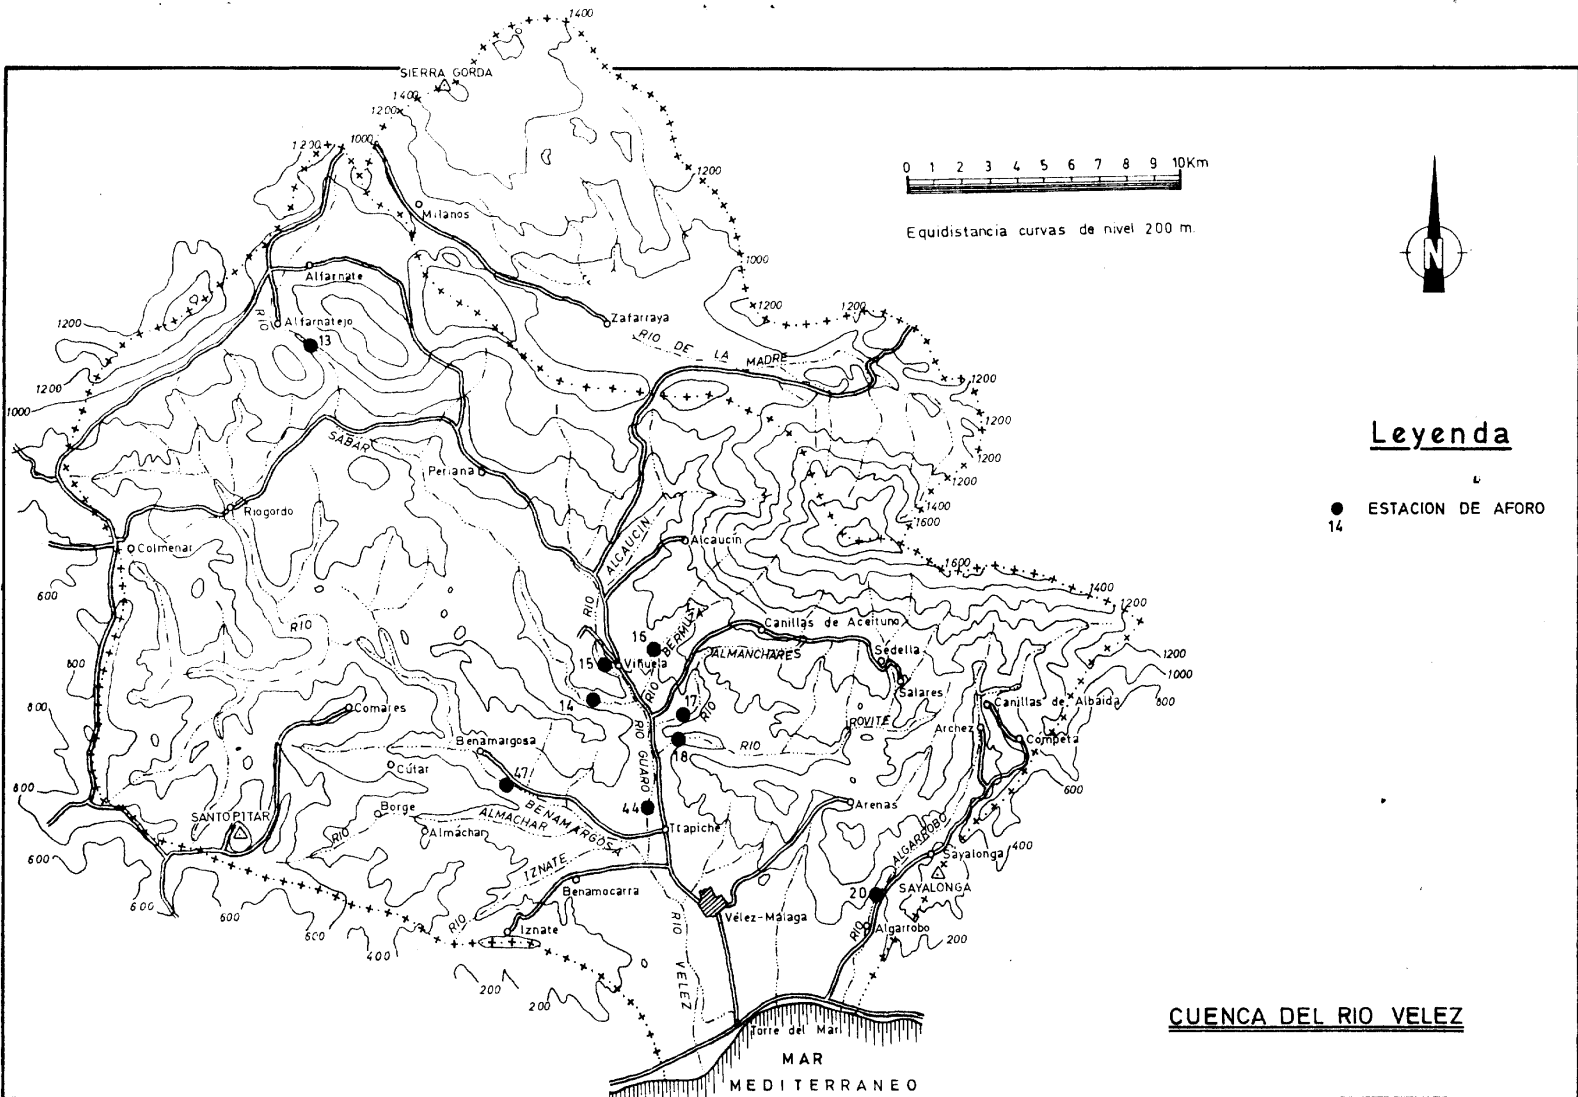 1400
SIERRA GORDA
1400
1200
1200
1000
1200
Milanos
0 1 2 3 4 5 6 7 8 9 10Km
Equidistancia curvas de nivel 200 m.
N
1000
1200
1200
Alfarnate
RIO
Alfarnatejo
13
Zafarraya
RIO DE LA MADRE
1200
1200
1000
1200
1200
1200
1200
1400
1600
Leyenda
14
ESTACION DE AFORO
SABAR
Periana
Riogordo
Colmenar
ALCAUCIN
Alcaucin
RIO
1600
1400
1200
600
RIO
800
16
BERMUZA
RIO
15
Viñuela
14
Canillas de Aceituno
ALMANCHARES
Sedella
Salares
17
RIO
18
RIO
ROVITE
1200
1000
800
Canillas de Albaida
Archez
Competa
600
800
Comares
Benamargosa
Cútar
47
RIO GUARO
44
Arenas
800
SANTOPITAR
Borge
RIO
ALMACHAR
Almáchar
BENAMARGOSA
Trapiche
ALGARROBO
Sayalonga
400
SAYALONGA
600
IZNATE
Benamocarra
RIO
20
600
600
600
400
Iznate
Vélez-Málaga
RIO
Algarrobo
200
200
200
RIO VELEZ
Torre del Mar
MAR
MEDITERRANEO
CUENCA DEL RIO VELEZ